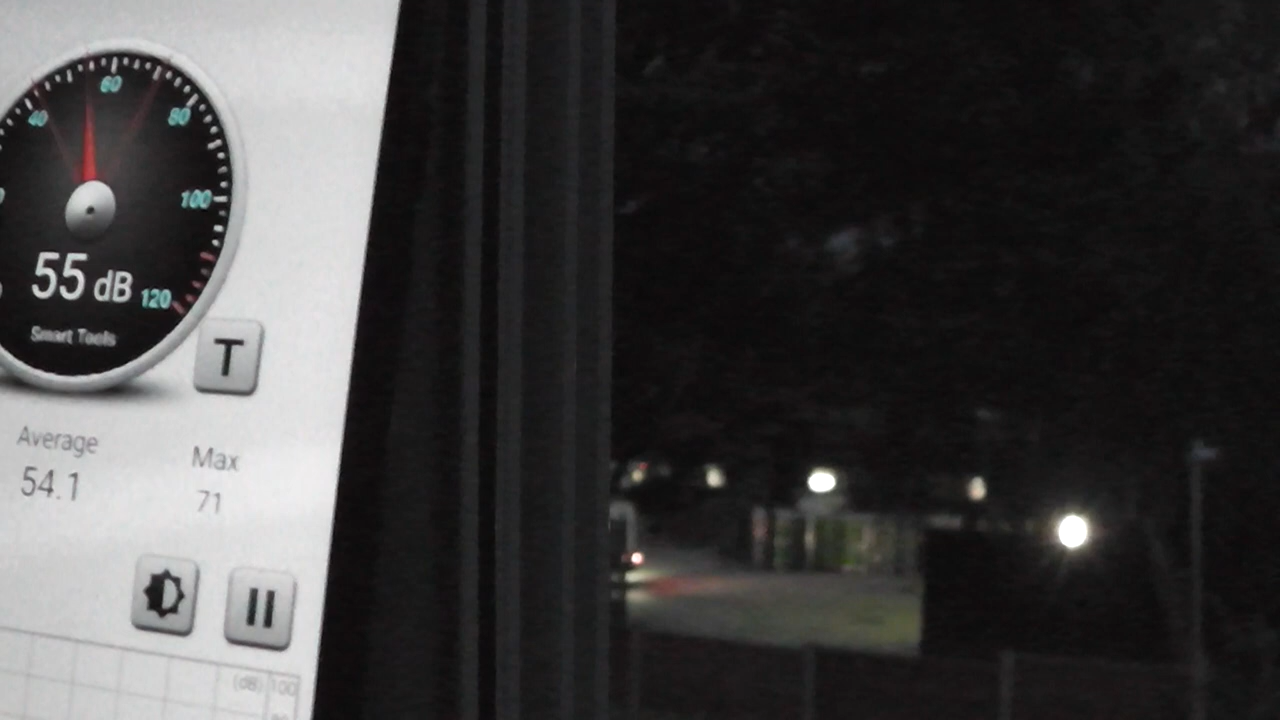 60
40
80
100
55 dB
120
Smart Tools
T
Average
Max
54.1
71
(dB) 100